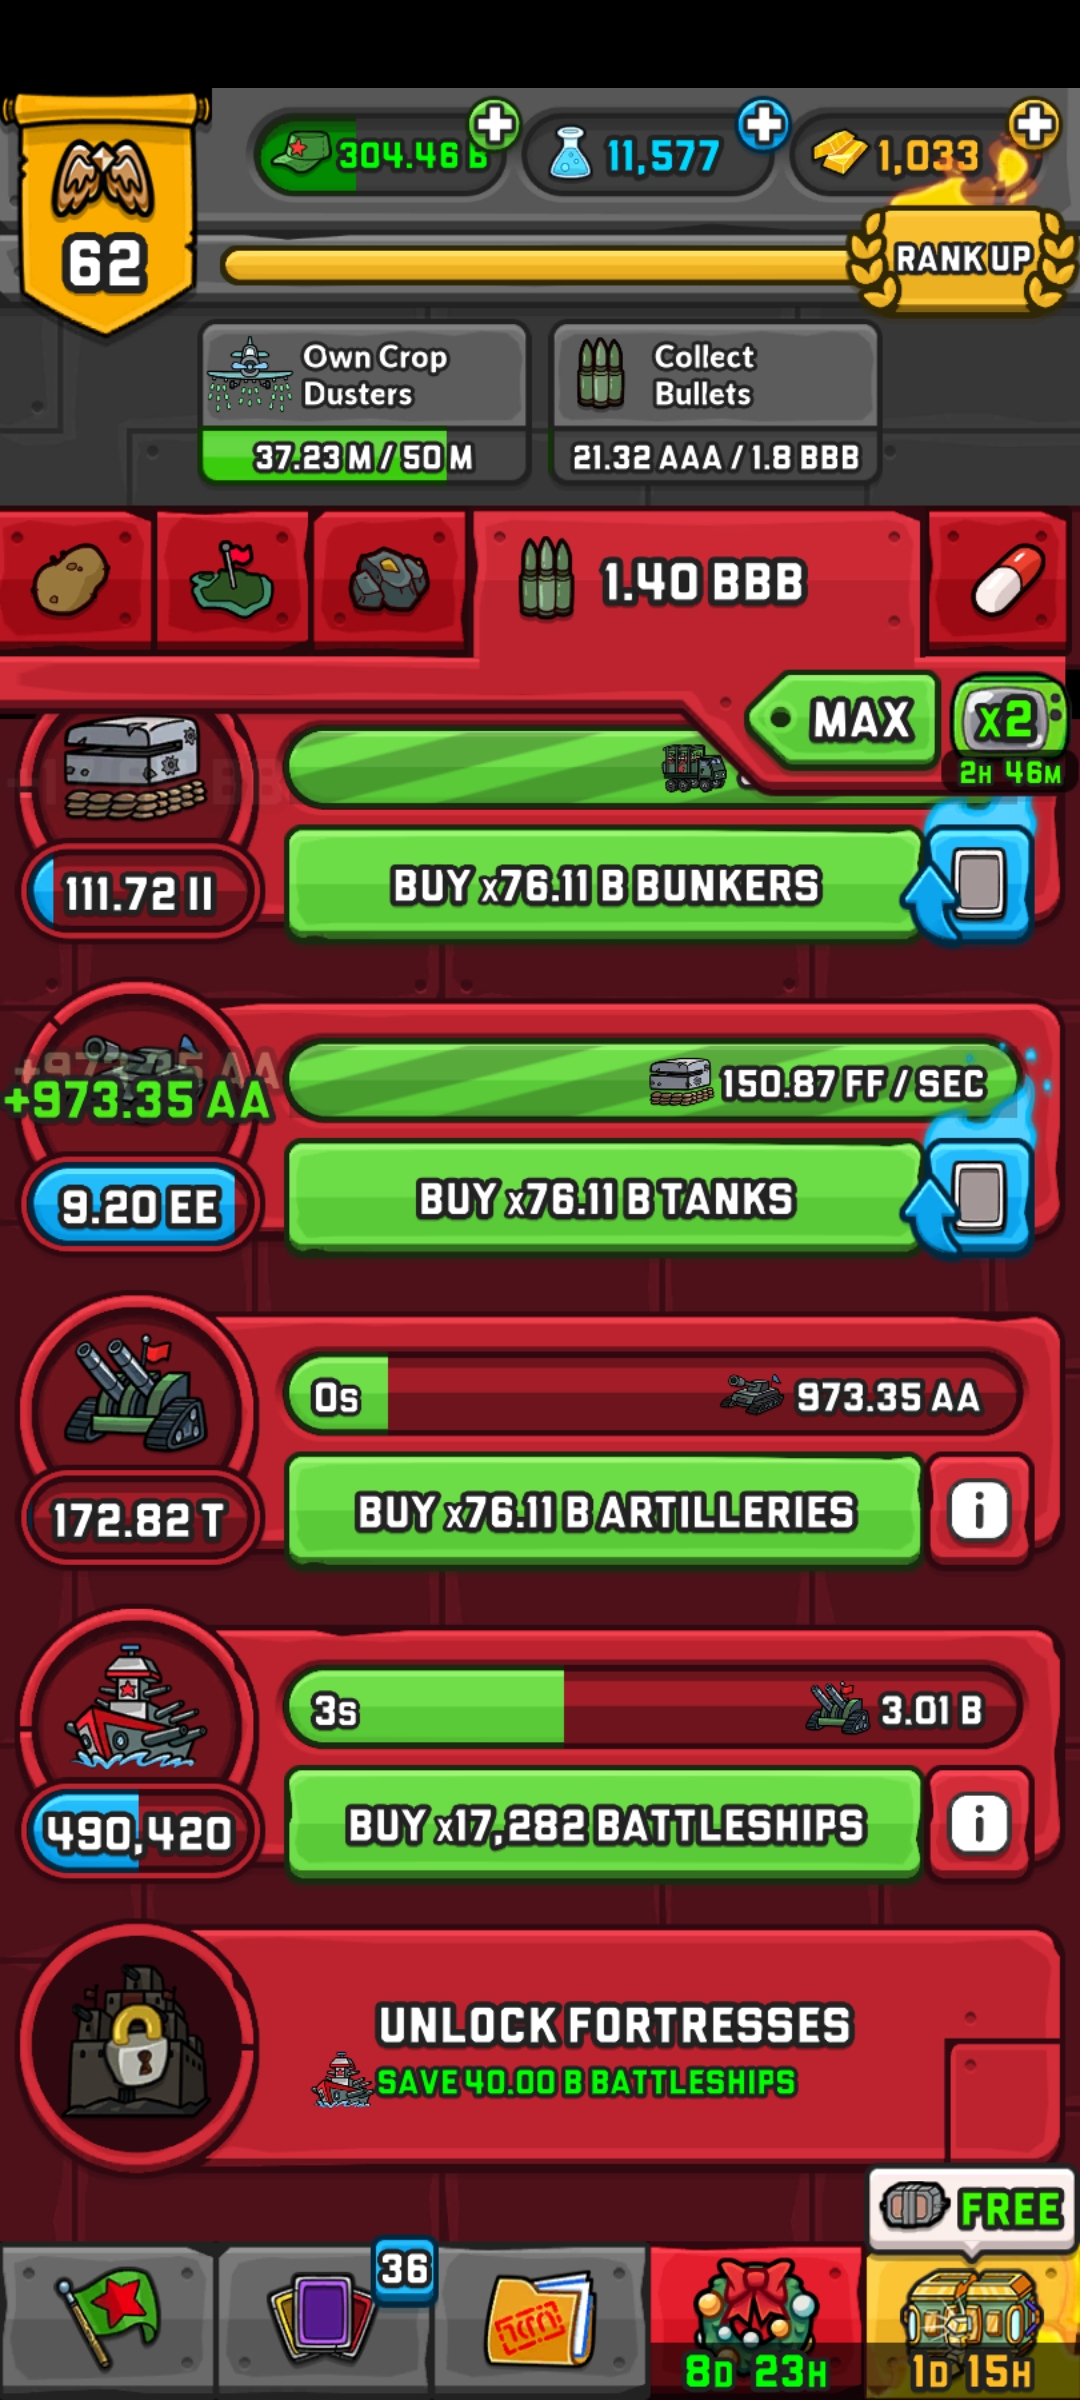 304.46 B
11,577
1,033
62
RANK UP
Own Crop
Dusters
Collect
Bullets
37.23 M / 50 M
21.32 AAA / 1.8 BBB
1.40 BBB
MAX
x2
2H 46M
111.72 II
BUY x76.11 B BUNKERS
+973.35 AA
+973.35 AA
150.87 FF / SEC
9.20 EE
BUY x76.11 B TANKS
0s
973.35 AA
172.82 T
BUY x76.11 B ARTILLERIES
i
3s
3.01 B
490,420
BUY x17,282 BATTLESHIPS
i
UNLOCK FORTRESSES
SAVE 40.00 B BATTLESHIPS
FREE
36
8D 23H
1D 15H